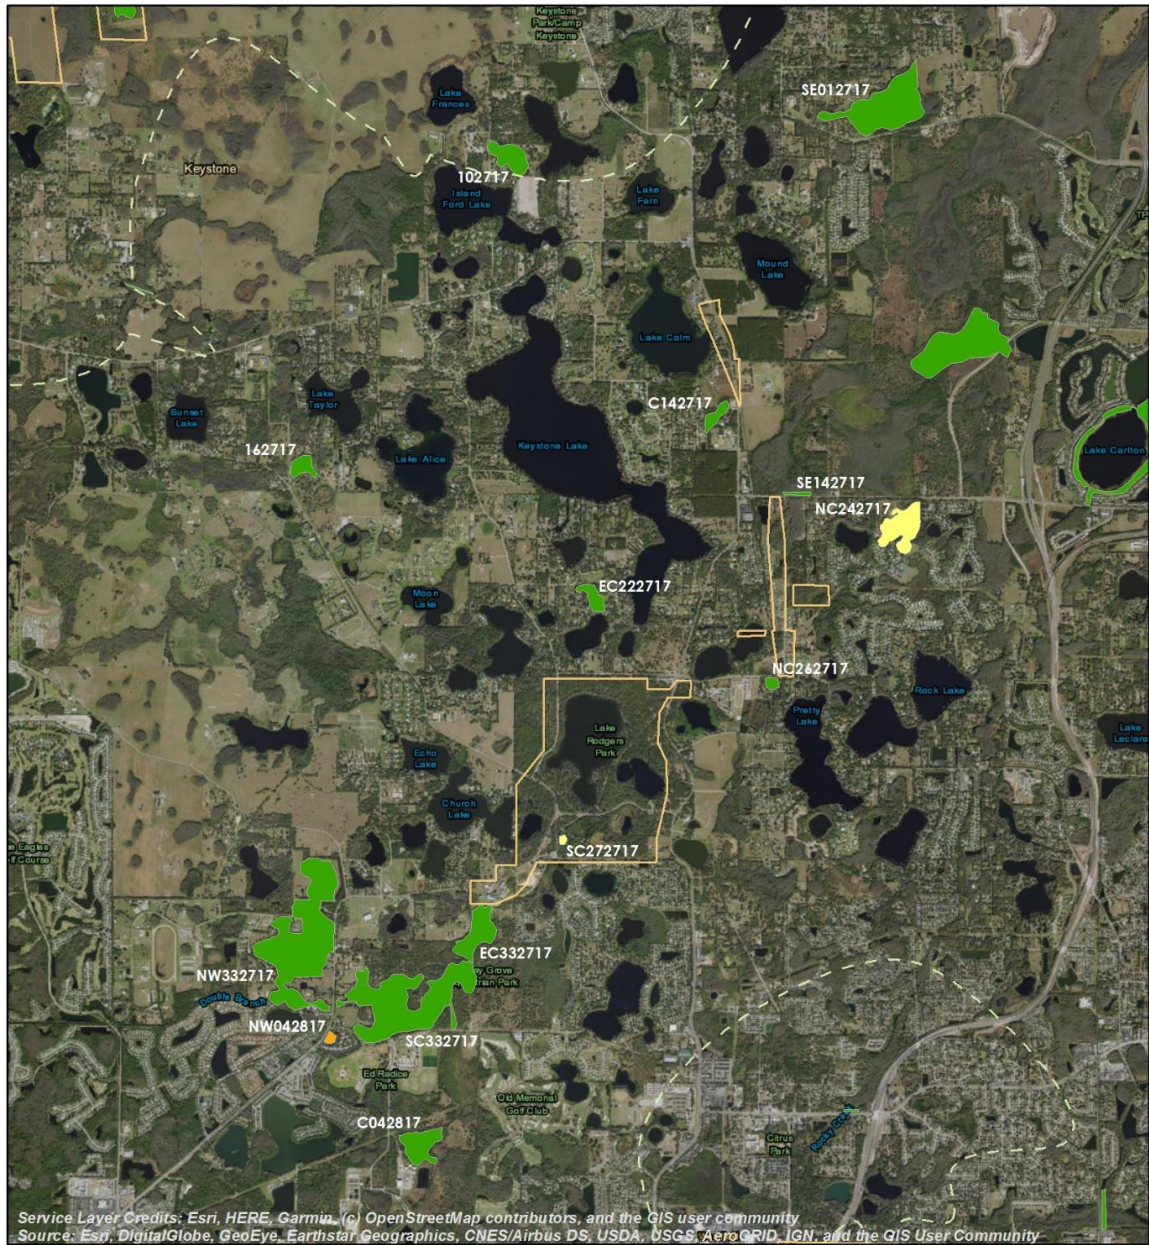 Keystone
Park/Camp
Keystone
SE012717
Lake
Frances
Keystone
102717
Island
Ford Lake
Lake
Fern
Mound
Lake
Lake Calm
C142717
Lake
Taylor
Sunset
Lake
162717
Lake Alice
Keystone Lake
Lake Carlton
SE142717
NC242717
EC222717
Moon
Lake
NC262717
Rock Lake
Pretty
Lake
Lake
Rodgers
Park
Lake
Leclare
Echo
Lake
Church
Lake
SC272717
EC332717
NW332717
Double Branch
NW042817
SC332717
Ed Radice
Park
Old Memorial
Golf Club
C042817
Rocky Creek
Citrus
Park
Service Layer Credits: Esri, HERE, Garmin, (c) OpenStreetMap contributors, and the GIS user community
Source: Esri, DigitalGlobe, GeoEye, Earthstar Geographics, CNES/Airbus DS, USDA, USGS, AeroGRID, IGN, and the GIS User Community